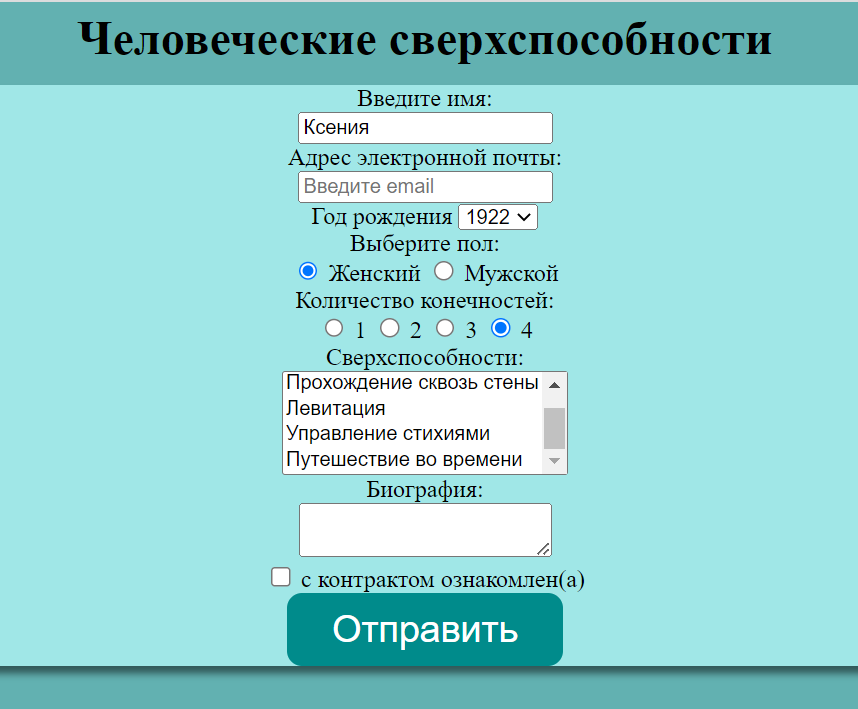 Человеческие сверхспособности
Введите имя:
Ксения
Адрес электронной почты:
Введите email
Год рождения 1922
Выберите пол:
Женский Мужской
Количество конечностей:
1 2 3 4
Сверхспособности:
Прохождение сквозь стены
Левитация
Управление стихиями
Путешествие во времени
Биография:
с контрактом ознакомлен(а)
Отправить